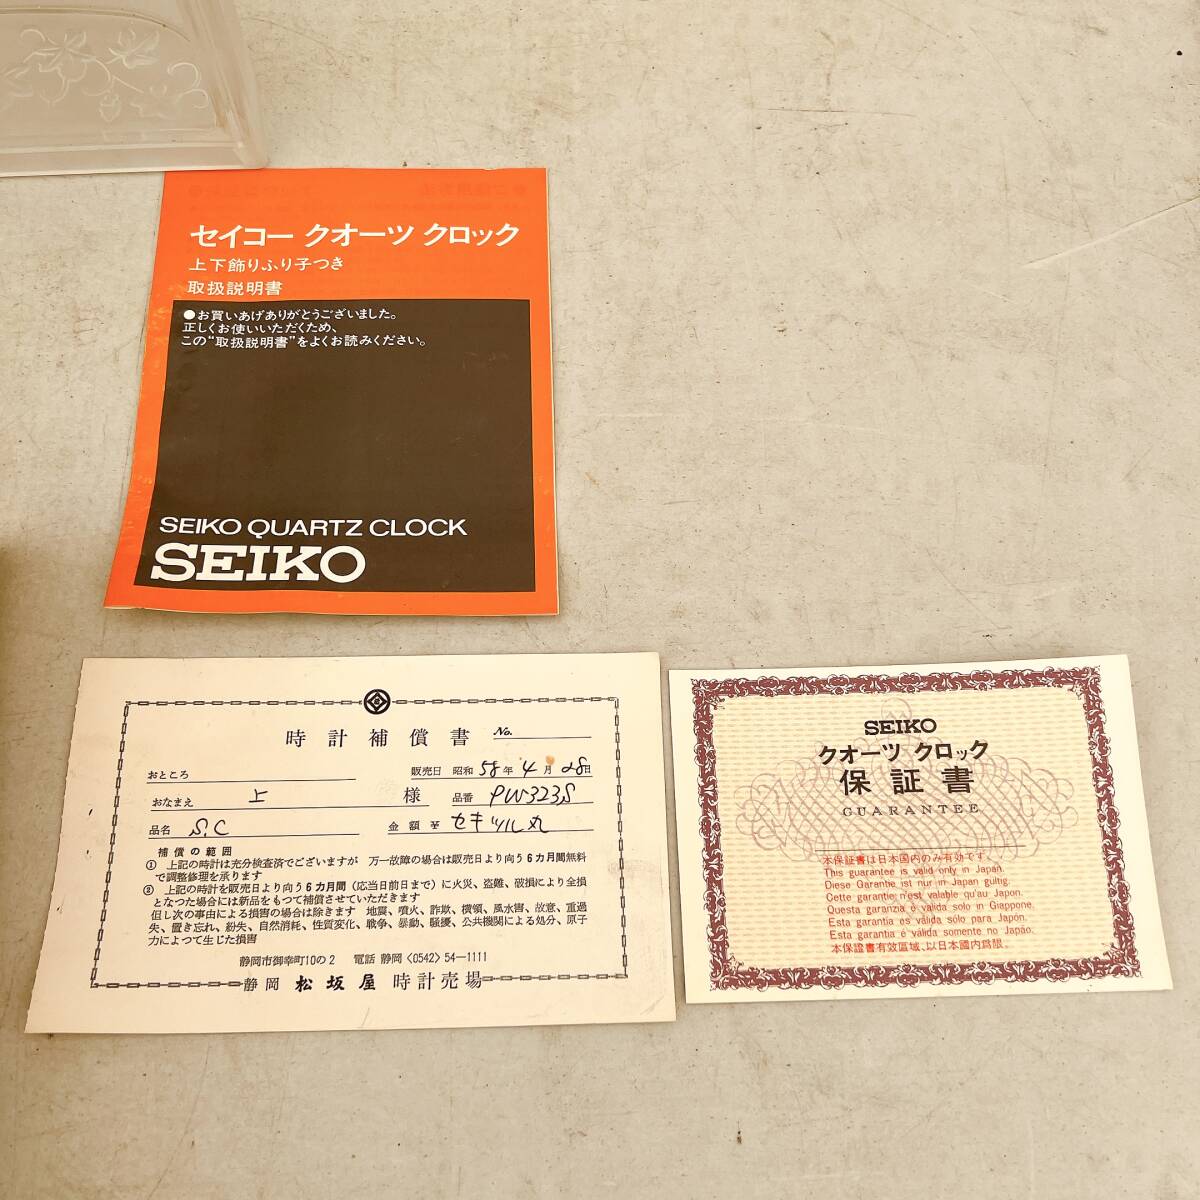 セイコー クオーツ クロック
上下飾りふり子つき
取扱説明書
●お買いあげありがとうございました。
正しくお使いいただくため、
この"取扱説明書"をよくお読みください。
SEIKO QUARTZ CLOCK
SEIKO
時計補償書 No.
おところ
販売日 昭和 58年 4月 28日
おなまえ 上 様
品番 PW323S
品名 S.C
金額
補償の範囲
① 上記の時計は充分検査済でございますが 万一故障の場合は販売日より向う6カ月間無料
で調整修理を承ります
② 上記の時計を販売日より向う6カ月間（応当日前日まで）に火災、盗難、破損により全損
となつた場合には新品をもつて補償させていただきます
但し次の事由による損害の場合は除きます 地震、噴火、詐欺、横領、風水害、故意、重過
失、置き忘れ、紛失、自然消耗、性質変化、戦争、暴動、騒擾、公共機関による処分、原子
力によつて生じた損害
静岡市御幸町10の2 電話 静岡〈0542〉54-1111
静岡 松坂屋 時計売場
SEIKO
クオーツ クロック
保証書
GUARANTEE
本保証書は日本国内のみ有効です。
This guarantee is valid only in Japan.
Diese Garantie ist nur in Japan gültig.
Cette garantie n'est valable qu'au Japon.
Questa garanzia é valida solo in Giappone.
Esta garantía es válida sólo para Japón.
Esta garantia é válida somente no Japão.
本保證書有效區域、以日本國内爲限。